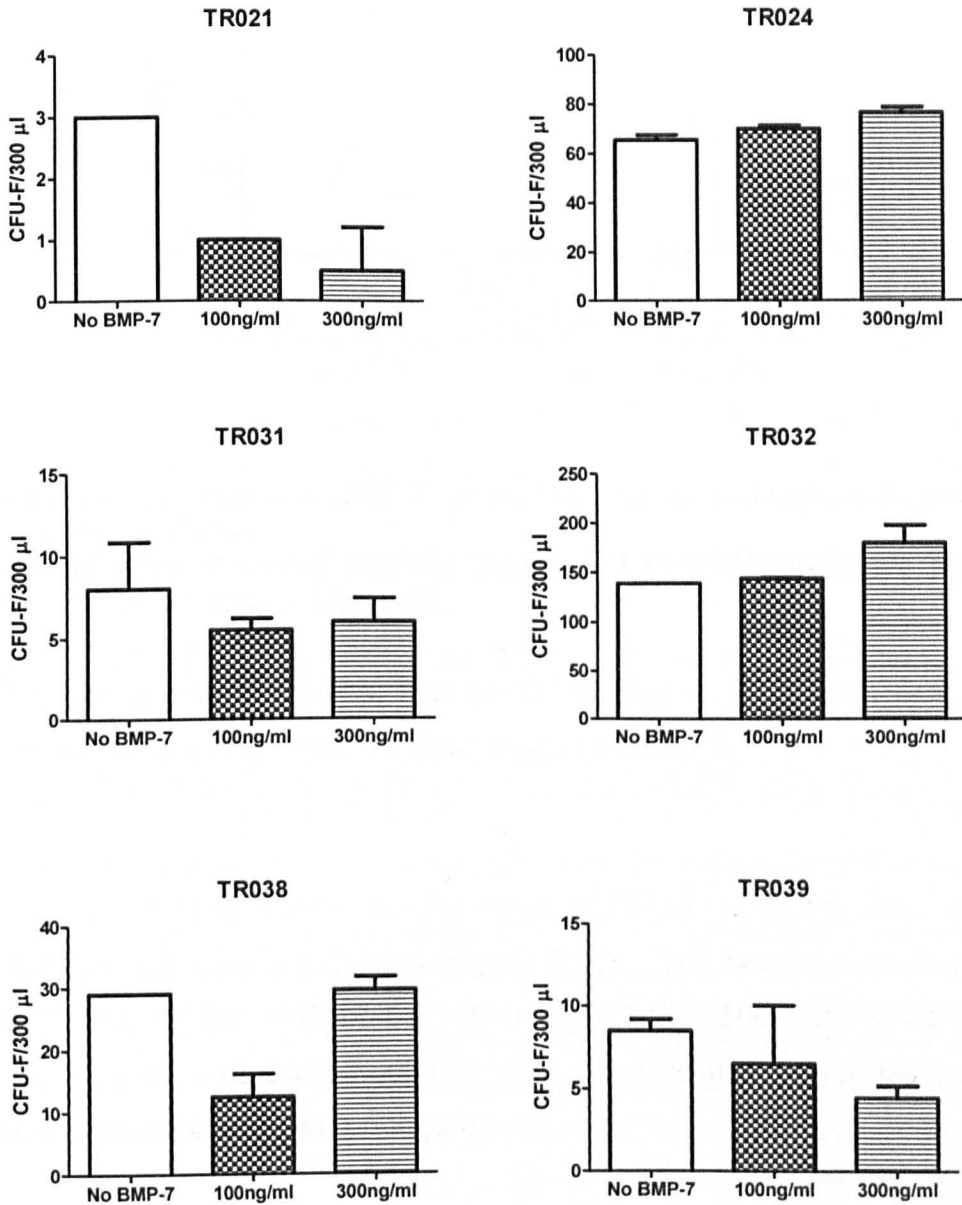 TR021
CFU-F/300 µl
4
3
2
1
0
No BMP-7 100ng/ml 300ng/ml
TR024
CFU-F/300 µl
100
80
60
40
20
0
No BMP-7 100ng/ml 300ng/ml
TR031
CFU-F/300 µl
15
10
5
0
No BMP-7 100ng/ml 300ng/ml
TR032
CFU-F/300 µl
250
200
150
100
50
0
No BMP-7 100ng/ml 300ng/ml
TR038
CFU-F/300 µl
40
30
20
10
0
No BMP-7 100ng/ml 300ng/ml
TR039
CFU-F/300 µl
15
10
5
0
No BMP-7 100ng/ml 300ng/ml